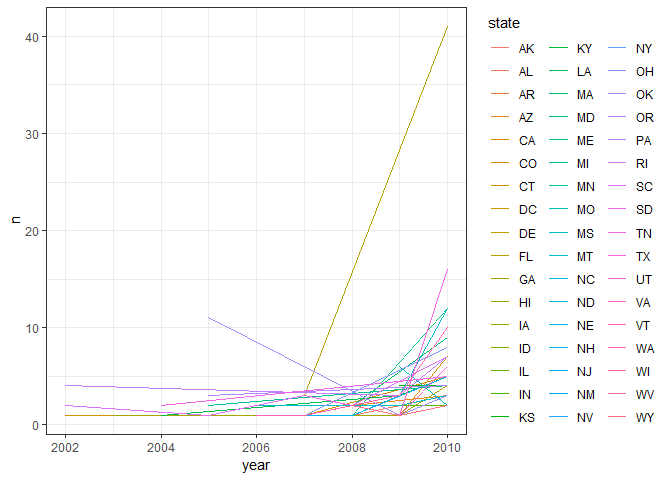 state
40
30
20
10
0
n
2002 2004 2006 2008 2010
year
AK KY NY
AL LA OH
AR MA OK
AZ MD OR
CA ME PA
CO MI RI
CT MN SC
DC MO SD
DE MS TN
FL MT TX
GA NC UT
HI ND VA
IA NE VT
ID NH WA
IL NJ WI
IN NM WV
KS NV WY